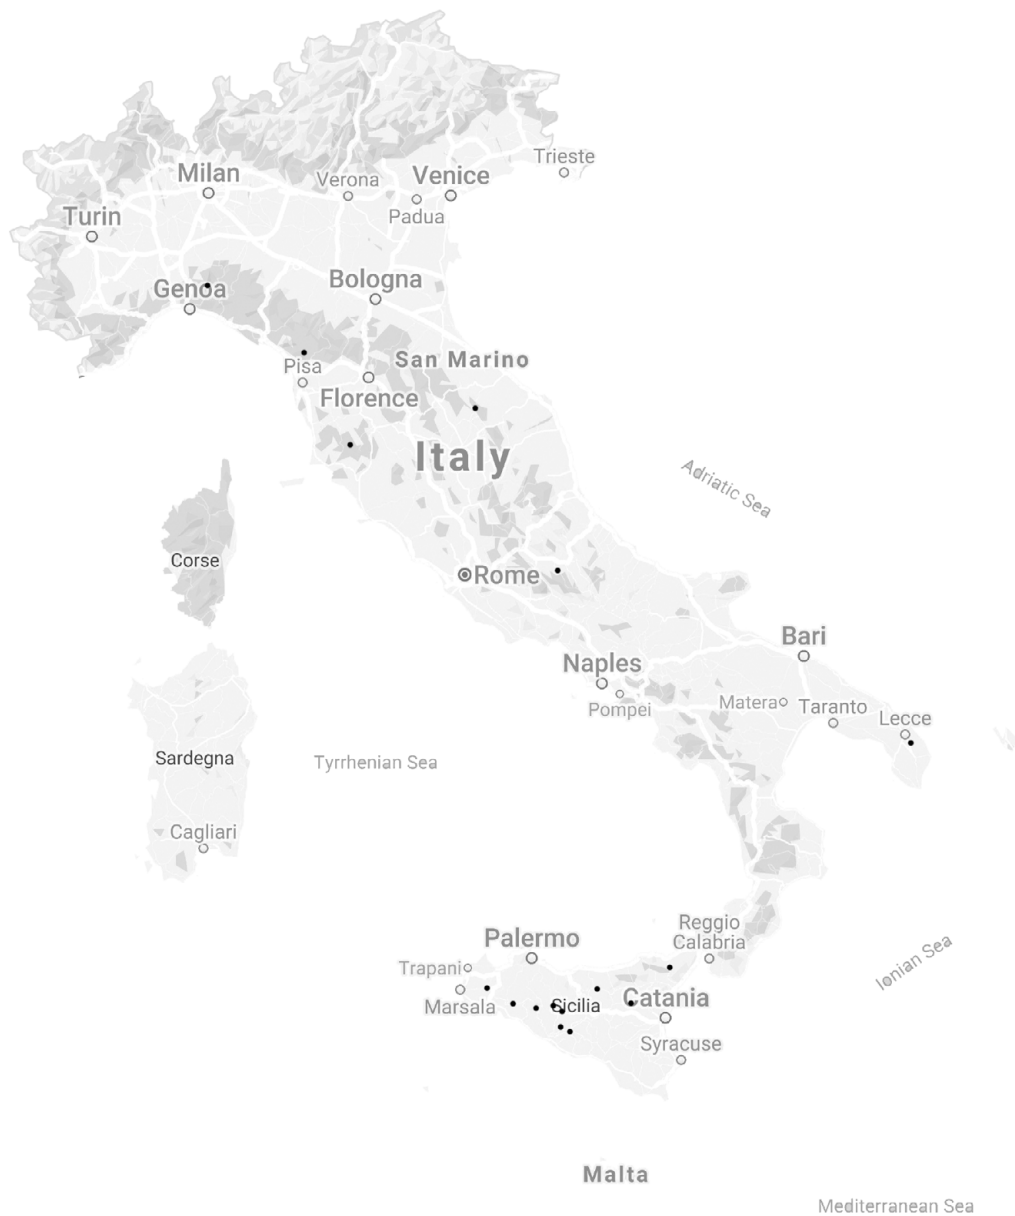 Trieste
Milan
Verona
Venice
Padua
Turin
Bologna
Genoa
San Marino
Pisa
Florence
Italy
Adriatic Sea
Corse
Rome
Bari
Naples
Matera
Taranto
Pompei
Lecce
Sardegna
Tyrrhenian Sea
Cagliari
Reggio
Calabria
Palermo
Trapani
Ionian Sea
Marsala
Sicilia
Catania
Syracuse
Malta
Mediterranean Sea